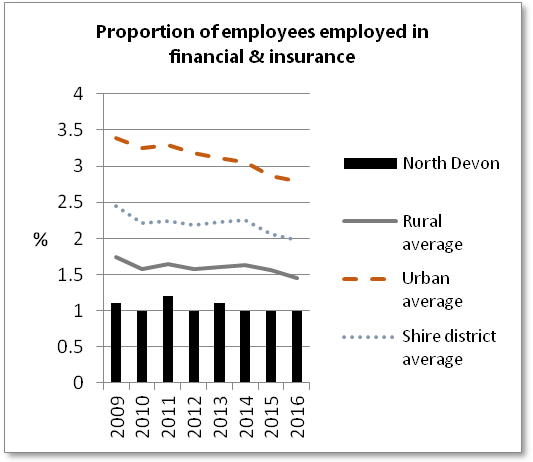 Proportion of employees employed in
financial & insurance
4
3.5
3
2.5
2
1.5
1
0.5
0
%
2009
2010
2011
2012
2013
2014
2015
2016
North Devon
Rural
average
Urban
average
Shire district
average